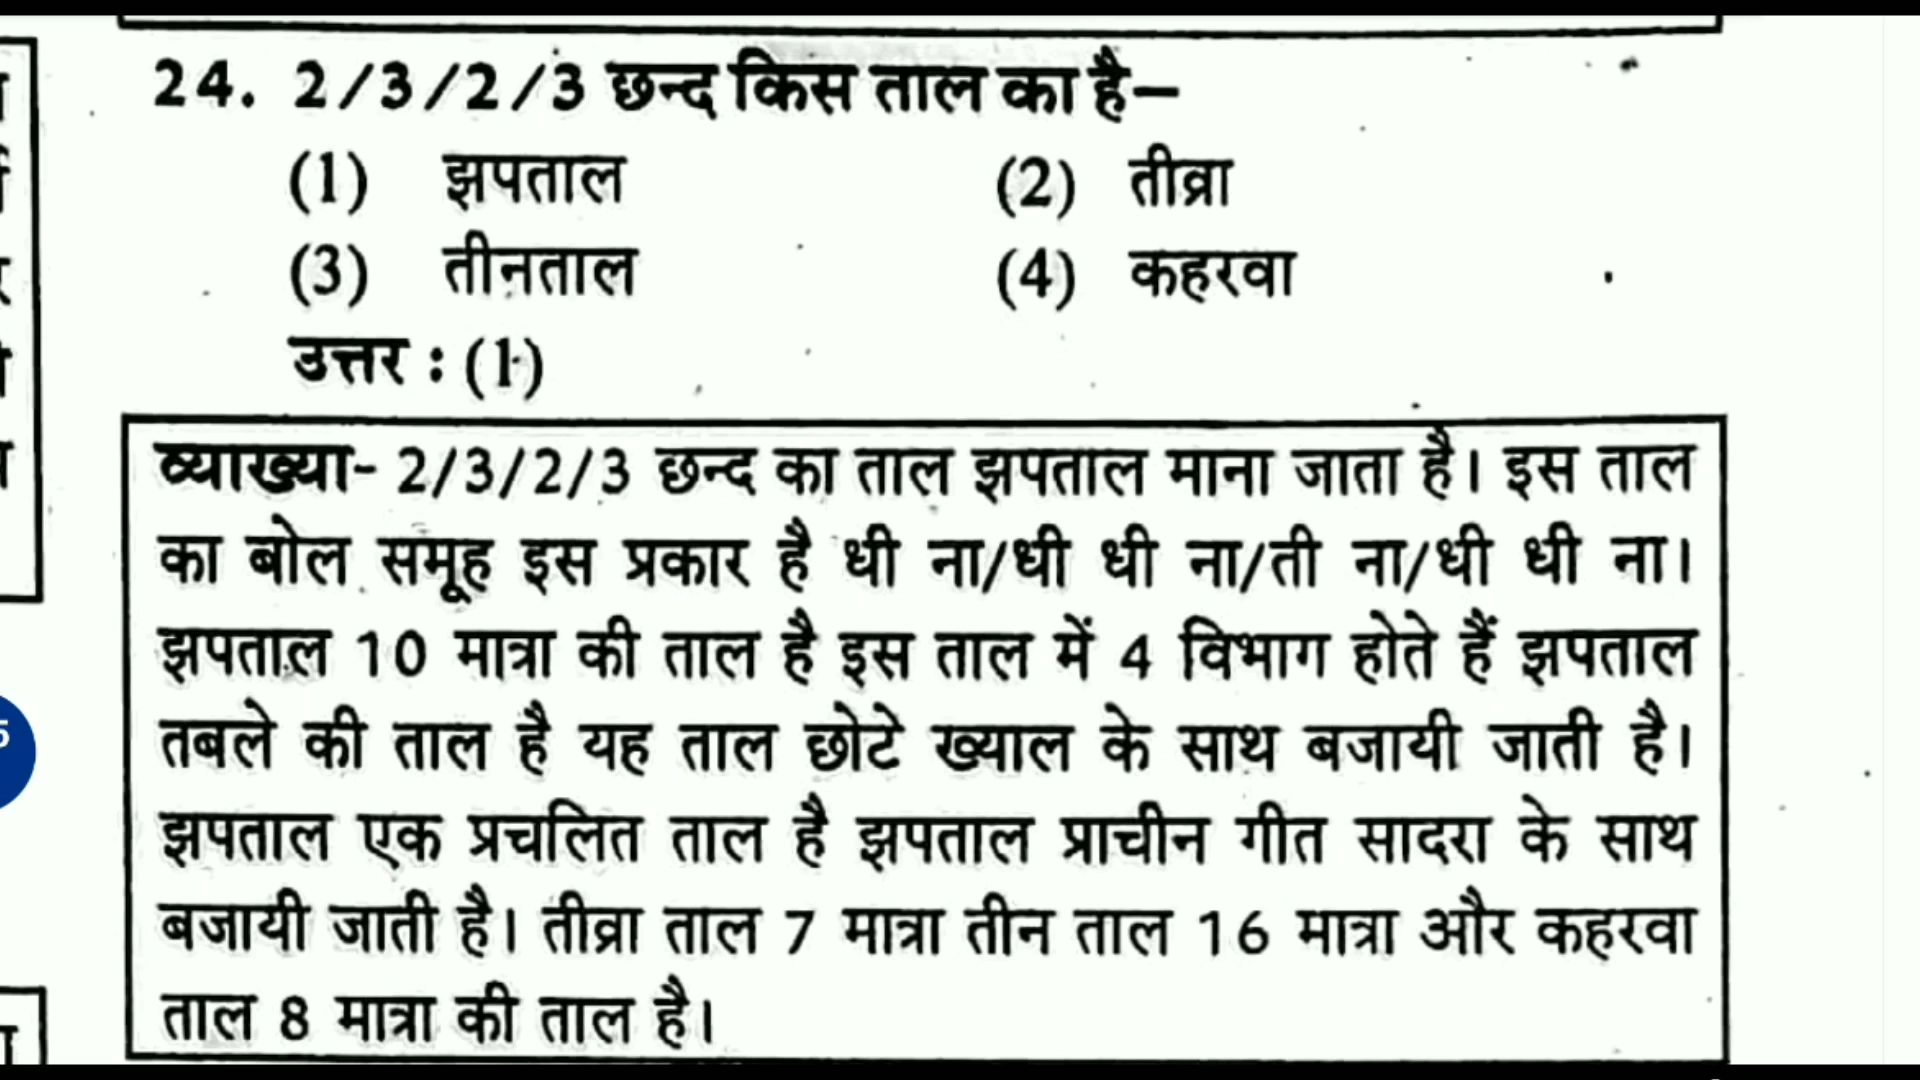 24. 2/3/2/3 छन्द किस ताल का है–
(1) झपताल (2) तीव्रा
(3) तीनताल (4) कहरवा
उत्तर : (1)
व्याख्या- 2/3/2/3 छन्द का ताल झपताल माना जाता है। इस ताल
का बोल समूह इस प्रकार है धी ना/धी धी ना/ती ना/धी धी ना।
झपताल 10 मात्रा की ताल है इस ताल में 4 विभाग होते हैं झपताल
तबले की ताल है यह ताल छोटे ख्याल के साथ बजायी जाती है।
झपताल एक प्रचलित ताल है झपताल प्राचीन गीत सादरा के साथ
बजायी जाती है। तीव्रा ताल 7 मात्रा तीन ताल 16 मात्रा और कहरवा
ताल 8 मात्रा की ताल है।